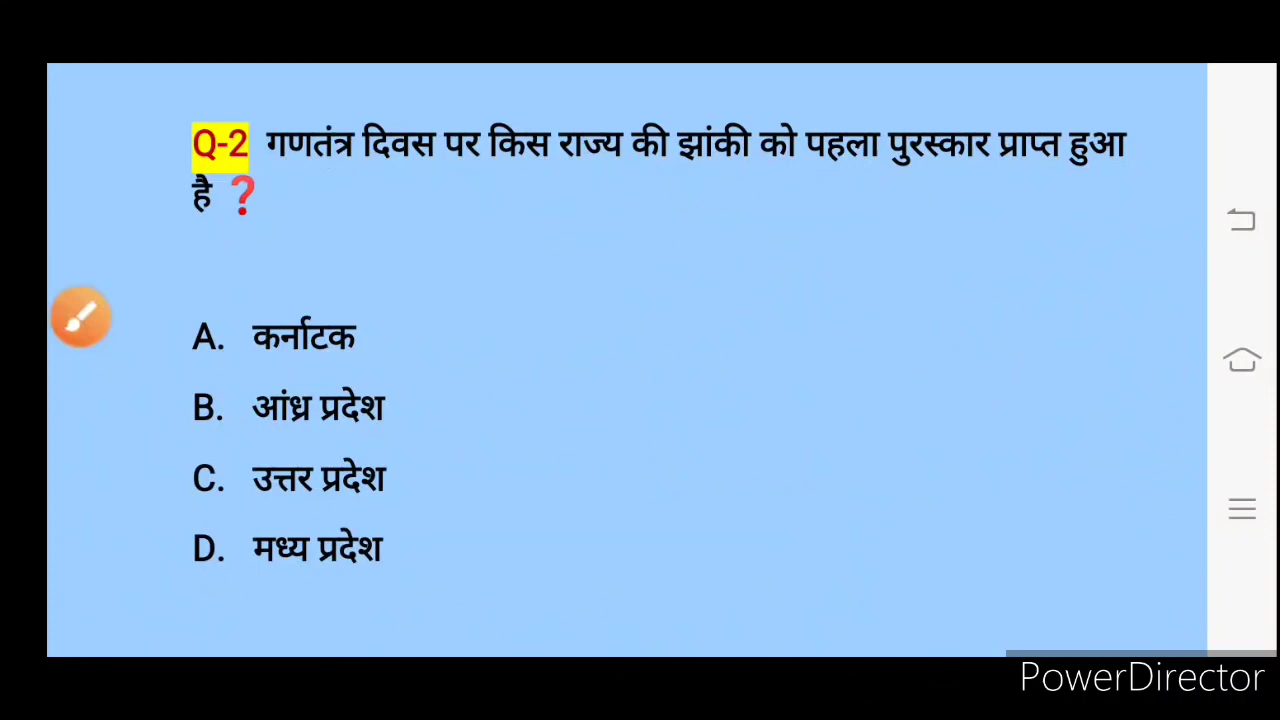 Q-2 गणतंत्र दिवस पर किस राज्य की झांकी को पहला पुरस्कार प्राप्त हुआ
है ❓
A. कर्नाटक
B. आंध्र प्रदेश
C. उत्तर प्रदेश
D. मध्य प्रदेश
PowerDirector